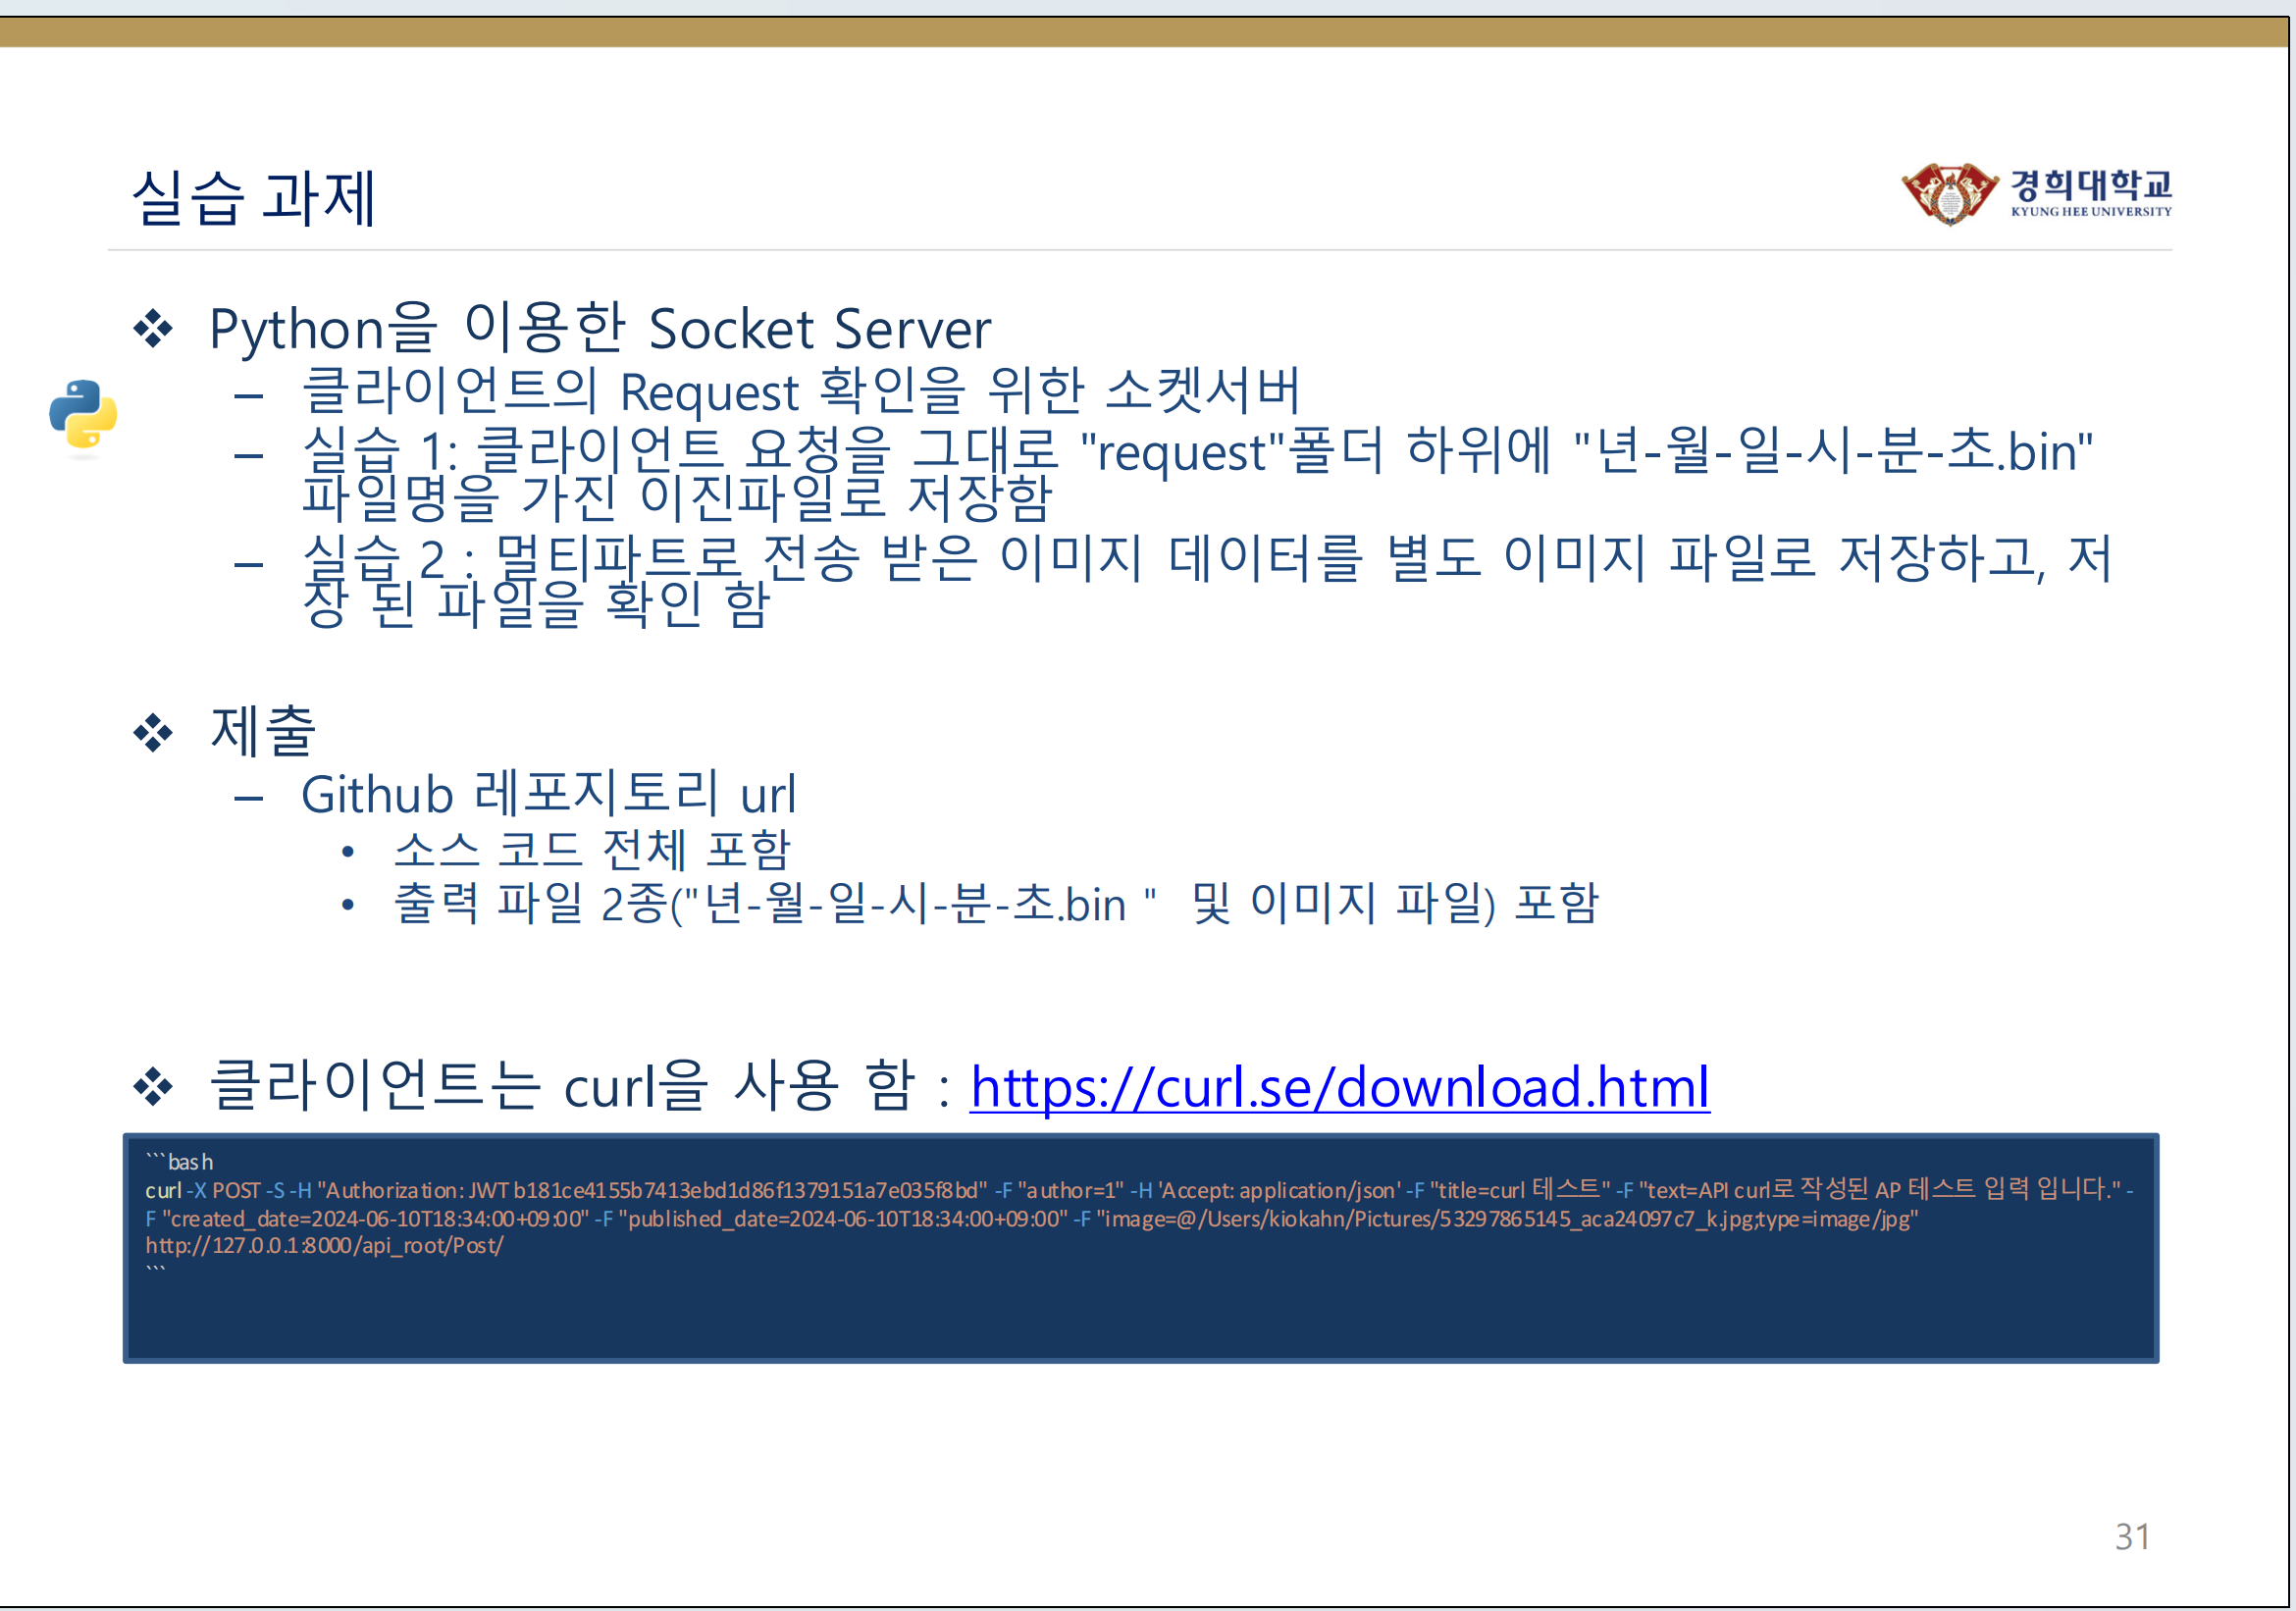 실습 과제
경희대학교
KYUNG HEE UNIVERSITY
❖ Python을 이용한 Socket Server
– 클라이언트의 Request 확인을 위한 소켓서버
– 실습 1: 클라이언트 요청을 그대로 "request"폴더 하위에 "년-월-일-시-분-초.bin"
파일명을 가진 이진파일로 저장함
– 실습 2 : 멀티파트로 전송 받은 이미지 데이터를 별도 이미지 파일로 저장하고, 저
장 된 파일을 확인 함
❖ 제출
– Github 레포지토리 url
• 소스 코드 전체 포함
• 출력 파일 2종("년-월-일-시-분-초.bin " 및 이미지 파일) 포함
❖ 클라이언트는 curl을 사용 함 : https://curl.se/download.html
```bash
curl -X POST -S -H "Authorization: JWT b181ce4155b7413ebd1d86f1379151a7e035f8bd" -F "author=1" -H 'Accept: application/json' -F "title=curl 테스트" -F "text=API curl로 작성된 AP 테스트 입력 입니다." -
F "created_date=2024-06-10T18:34:00+09:00" -F "published_date=2024-06-10T18:34:00+09:00" -F "image=@/Users/kiokahn/Pictures/53297865145_aca24097c7_k.jpg;type=image/jpg"
http://127.0.0.1:8000/api_root/Post/
```
31